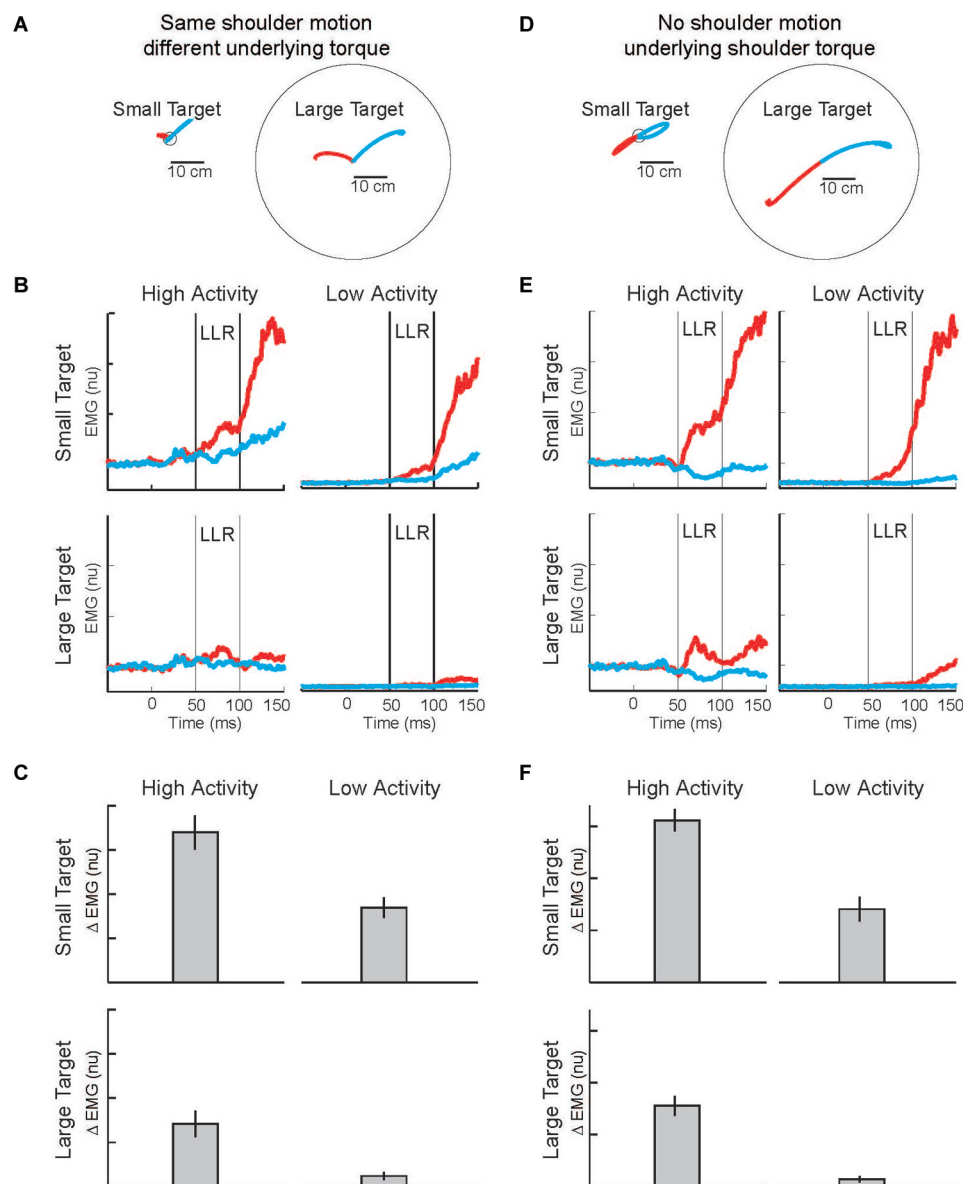 A
Same shoulder motion
different underlying torque
Small Target
Large Target
10 cm
10 cm
D
No shoulder motion
underlying shoulder torque
Small Target
Large Target
10 cm
10 cm
B
High Activity
Low Activity
Small Target
EMG (nu)
LLR
LLR
Large Target
EMG (nu)
LLR
LLR
0 50 100 150
Time (ms)
0 50 100 150
Time (ms)
E
High Activity
Low Activity
Small Target
EMG (nu)
LLR
LLR
Large Target
EMG (nu)
LLR
LLR
0 50 100 150
Time (ms)
0 50 100 150
Time (ms)
C
High Activity
Low Activity
Small Target
Δ EMG (nu)
Large Target
Δ EMG (nu)
F
High Activity
Low Activity
Small Target
Δ EMG (nu)
Large Target
Δ EMG (nu)